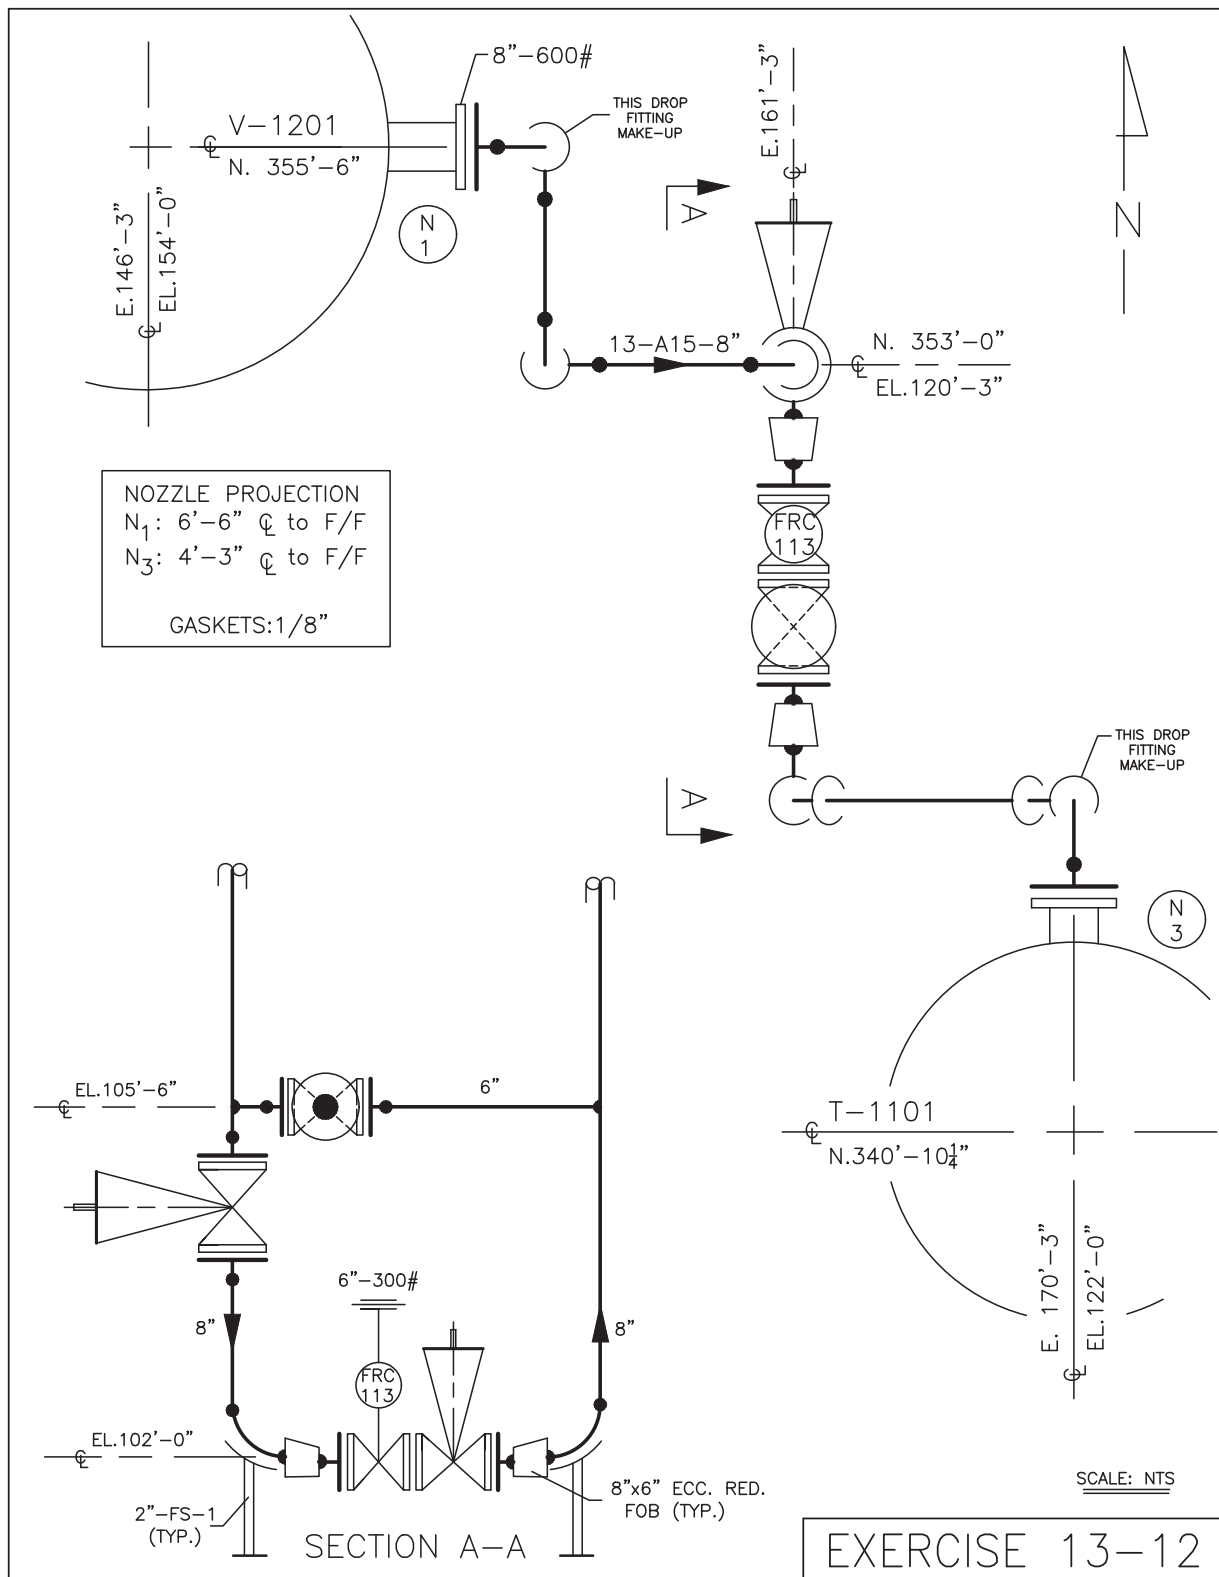 8”-600#
THIS DROP
FITTING
MAKE-UP
E.161’-3”
℄
V-1201
℄
N. 355’-6”
A
N
1
N
E.146’-3”
℄
EL.154’-0”
13-A15-8”
N. 353’-0”
℄
EL.120’-3”
NOZZLE PROJECTION
N1: 6’-6” ℄ to F/F
N3: 4’-3” ℄ to F/F
GASKETS:1/8”
FRC
113
THIS DROP
FITTING
MAKE-UP
A
N
3
EL.105’-6”
℄
6”
T-1101
℄
N.340’-10¼”
E. 170’-3”
℄
EL.122’-0”
6”-300#
8”
8”
FRC
113
EL.102’-0”
℄
2”-FS-1
(TYP.)
8”x6” ECC. RED.
FOB (TYP.)
SECTION A-A
SCALE: NTS
EXERCISE 13-12